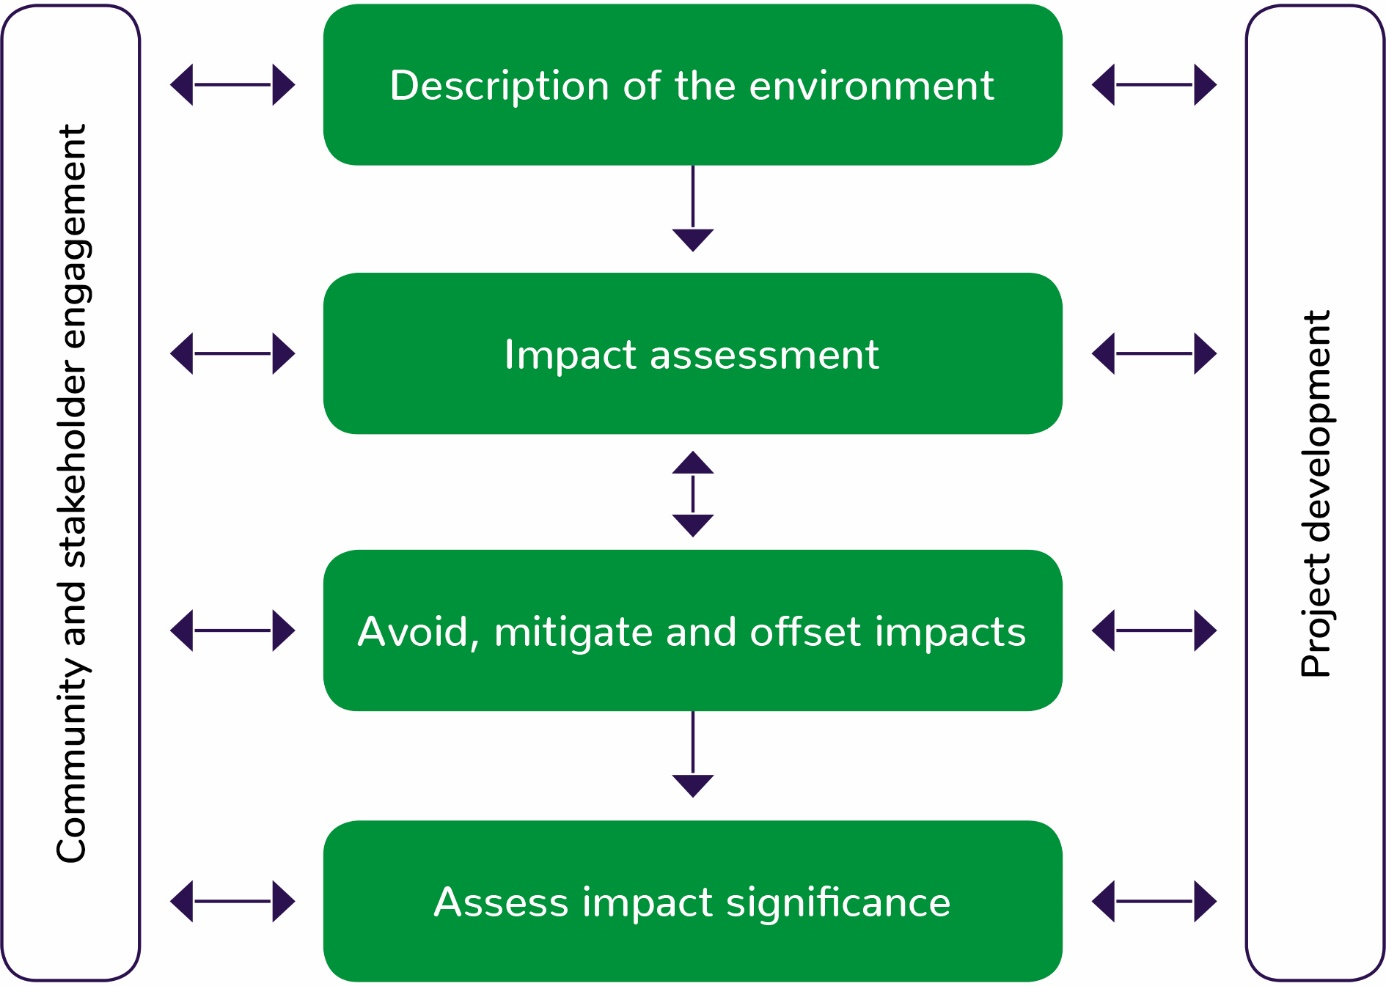 Community and stakeholder engagement
Description of the environment
Impact assessment
Avoid, mitigate and offset impacts
Assess impact significance
Project development